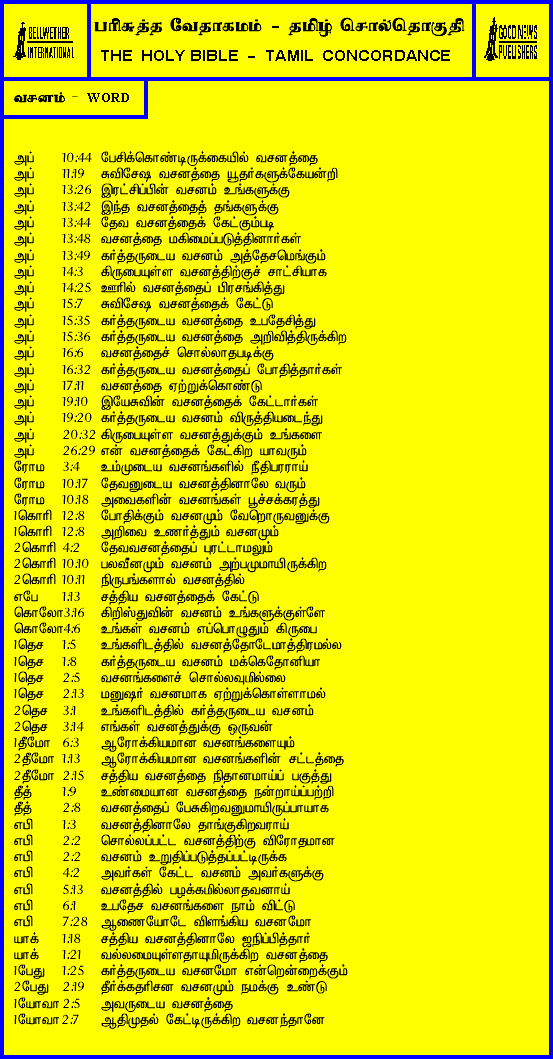 BELLWETHER
INTERNATIONAL
பரிசுத்த வேதாகமம் - தமிழ் சொல்தொகுதி
THE HOLY BIBLE - TAMIL CONCORDANCE
GOOD NEWS
PUBLISHERS
வசனம் - WORD
அப் 10:44 பேசிக்கொண்டிருக்கையில் வசனத்தை
அப் 11:19 சுவிசேஷ வசனத்தை யூதர்களுக்கேயன்றி
அப் 13:26 இரட்சிப்பின் வசனம் உங்களுக்கு
அப் 13:42 இந்த வசனத்தைத் தங்களுக்கு
அப் 13:44 தேவ வசனத்தைக் கேட்கும்படி
அப் 13:48 வசனத்தை மகிமைப்படுத்தினார்கள்
அப் 13:49 கர்த்தருடைய வசனம் அத்தேசமெங்கும்
அப் 14:3 கிருபையுள்ள வசனத்திற்குச் சாட்சியாக
அப் 14:25 ஊரில் வசனத்தைப் பிரசங்கித்து
அப் 15:7 சுவிசேஷ வசனத்தைக் கேட்டு
அப் 15:35 கர்த்தருடைய வசனத்தை உபதேசித்து
அப் 15:36 கர்த்தருடைய வசனத்தை அறிவித்திருக்கிற
அப் 16:6 வசனத்தைச் சொல்லாதபடிக்கு
அப் 16:32 கர்த்தருடைய வசனத்தைப் போதித்தார்கள்
அப் 17:11 வசனத்தை ஏற்றுக்கொண்டு
அப் 19:10 இயேசுவின் வசனத்தைக் கேட்டார்கள்
அப் 19:20 கர்த்தருடைய வசனம் விருத்தியடைந்து
அப் 20:32 கிருபையுள்ள வசனத்துக்கும் உங்களை
அப் 26:29 என் வசனத்தைக் கேட்கிற யாவரும்
ரோம 3:4 உம்முடைய வசனங்களில் நீதிபரராய்
ரோம 10:17 தேவனுடைய வசனத்தினாலே வரும்
ரோம 10:18 அவைகளின் வசனங்கள் பூச்சக்கரத்து
1கொரி 12:8 போதிக்கும் வசனமும் வேறொருவனுக்கு
1கொரி 12:8 அறிவை உணர்த்தும் வசனமும்
2கொரி 4:2 தேவவசனத்தைப் புரட்டாமலும்
2கொரி 10:10 பலவீனமும் வசனம் அற்பமுமாயிருக்கிற
2கொரி 10:11 நிருபங்களால் வசனத்தில்
எபே 1:13 சத்திய வசனத்தைக் கேட்டு
கொலோ 3:16 கிறிஸ்துவின் வசனம் உங்களுக்குள்ளே
கொலோ 4:6 உங்கள் வசனம் எப்பொழுதும் கிருபை
1தெச 1:5 உங்களிடத்தில் வசனத்தோடேமாத்திரமல்ல
1தெச 1:8 கர்த்தருடைய வசனம் மக்கெதோனியா
1தெச 2:5 வசனங்களைச் சொல்லவுமில்லை
1தெச 2:13 மனுஷர் வசனமாக ஏற்றுக்கொள்ளாமல்
2தெச 3:1 உங்களிடத்தில் கர்த்தருடைய வசனம்
2தெச 3:14 எங்கள் வசனத்துக்கு ஒருவன்
1தீமோ 6:3 ஆரோக்கியமான வசனங்களையும்
2தீமோ 1:13 ஆரோக்கியமான வசனங்களின் சட்டத்தை
2தீமோ 2:15 சத்திய வசனத்தை நிதானமாய்ப் பகுத்து
தீத் 1:9 உண்மையான வசனத்தை நன்றாய்ப்பற்றி
தீத் 2:8 வசனத்தைப் பேசுகிறவனுமாயிருப்பாயாக
எபி 1:3 வசனத்தினாலே தாங்குகிறவராய்
எபி 2:2 சொல்லப்பட்ட வசனத்திற்கு விரோதமான
எபி 2:2 வசனம் உறுதிப்படுத்தப்பட்டிருக்க
எபி 4:2 அவர்கள் கேட்ட வசனம் அவர்களுக்கு
எபி 5:13 வசனத்தில் பழக்கமில்லாதவனாய்
எபி 6:1 உபதேச வசனங்களை நாம் விட்டு
எபி 7:28 ஆணையோடே விளங்கிய வசனமோ
யாக் 1:18 சத்திய வசனத்தினாலே ஜநிப்பித்தார்
யாக் 1:21 வல்லமையுள்ளதாயுமிருக்கிற வசனத்தை
1பேது 1:25 கர்த்தருடைய வசனமோ என்றென்றைக்கும்
2பேது 2:19 தீர்க்கதரிசன வசனமும் நமக்கு உண்டு
1யோவா 2:5 அவருடைய வசனத்தை
1யோவா 2:7 ஆதிமுதல் கேட்டிருக்கிற வசனந்தானே